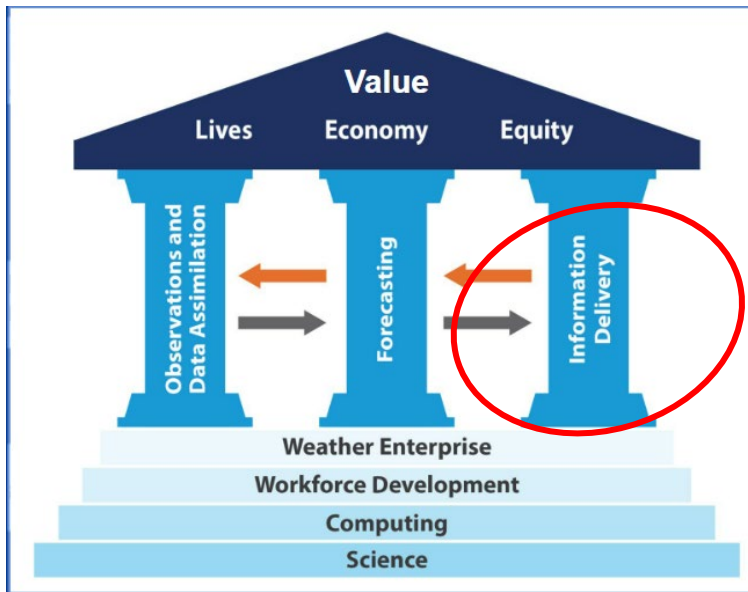 Value
Lives Economy Equity
Observations and
Data Assimilation
Forecasting
Information
Delivery
Weather Enterprise
Workforce Development
Computing
Science